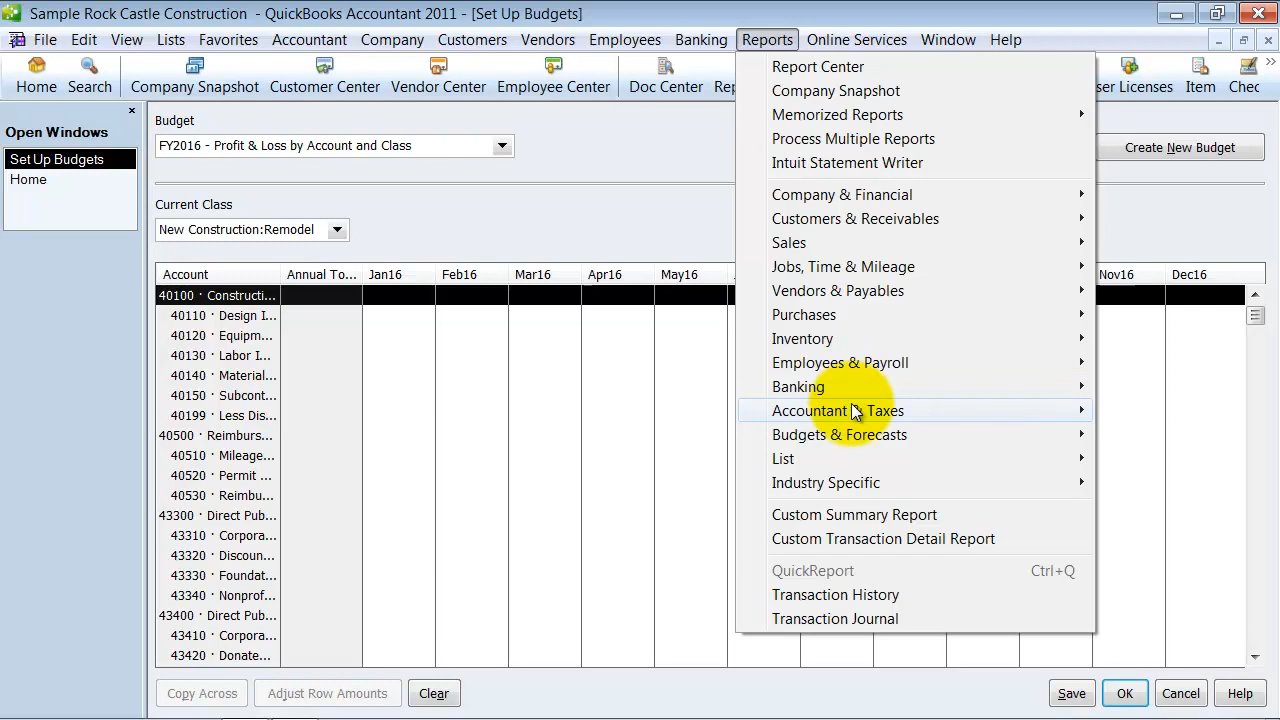 Sample Rock Castle Construction - QuickBooks Accountant 2011 - [Set Up Budgets]
File Edit View Lists Favorites Accountant Company Customers Vendors Employees Banking Reports Online Services Window Help
Home Search Company Snapshot Customer Center Vendor Center Employee Center Doc Center Rep ser Licenses Item Chec
Open Windows
Set Up Budgets
Home
Budget
FY2016 - Profit & Loss by Account and Class
Create New Budget
Current Class
New Construction:Remodel
Account Annual To... Jan16 Feb16 Mar16 Apr16 May16 Nov16 Dec16
40100 · Constructi...
40110 · Design I...
40120 · Equipm...
40130 · Labor I...
40140 · Material...
40150 · Subcont...
40199 · Less Dis...
40500 · Reimburs...
40510 · Mileage...
40520 · Permit ...
40530 · Reimbu...
43300 · Direct Pub...
43310 · Corpora...
43320 · Discoun...
43330 · Foundat...
43340 · Nonprof...
43400 · Direct Pub...
43410 · Corpora...
43420 · Donate...
Report Center
Company Snapshot
Memorized Reports
Process Multiple Reports
Intuit Statement Writer
Company & Financial
Customers & Receivables
Sales
Jobs, Time & Mileage
Vendors & Payables
Purchases
Inventory
Employees & Payroll
Banking
Accountant & Taxes
Budgets & Forecasts
List
Industry Specific
Custom Summary Report
Custom Transaction Detail Report
QuickReport Ctrl+Q
Transaction History
Transaction Journal
Copy Across Adjust Row Amounts Clear Save OK Cancel Help